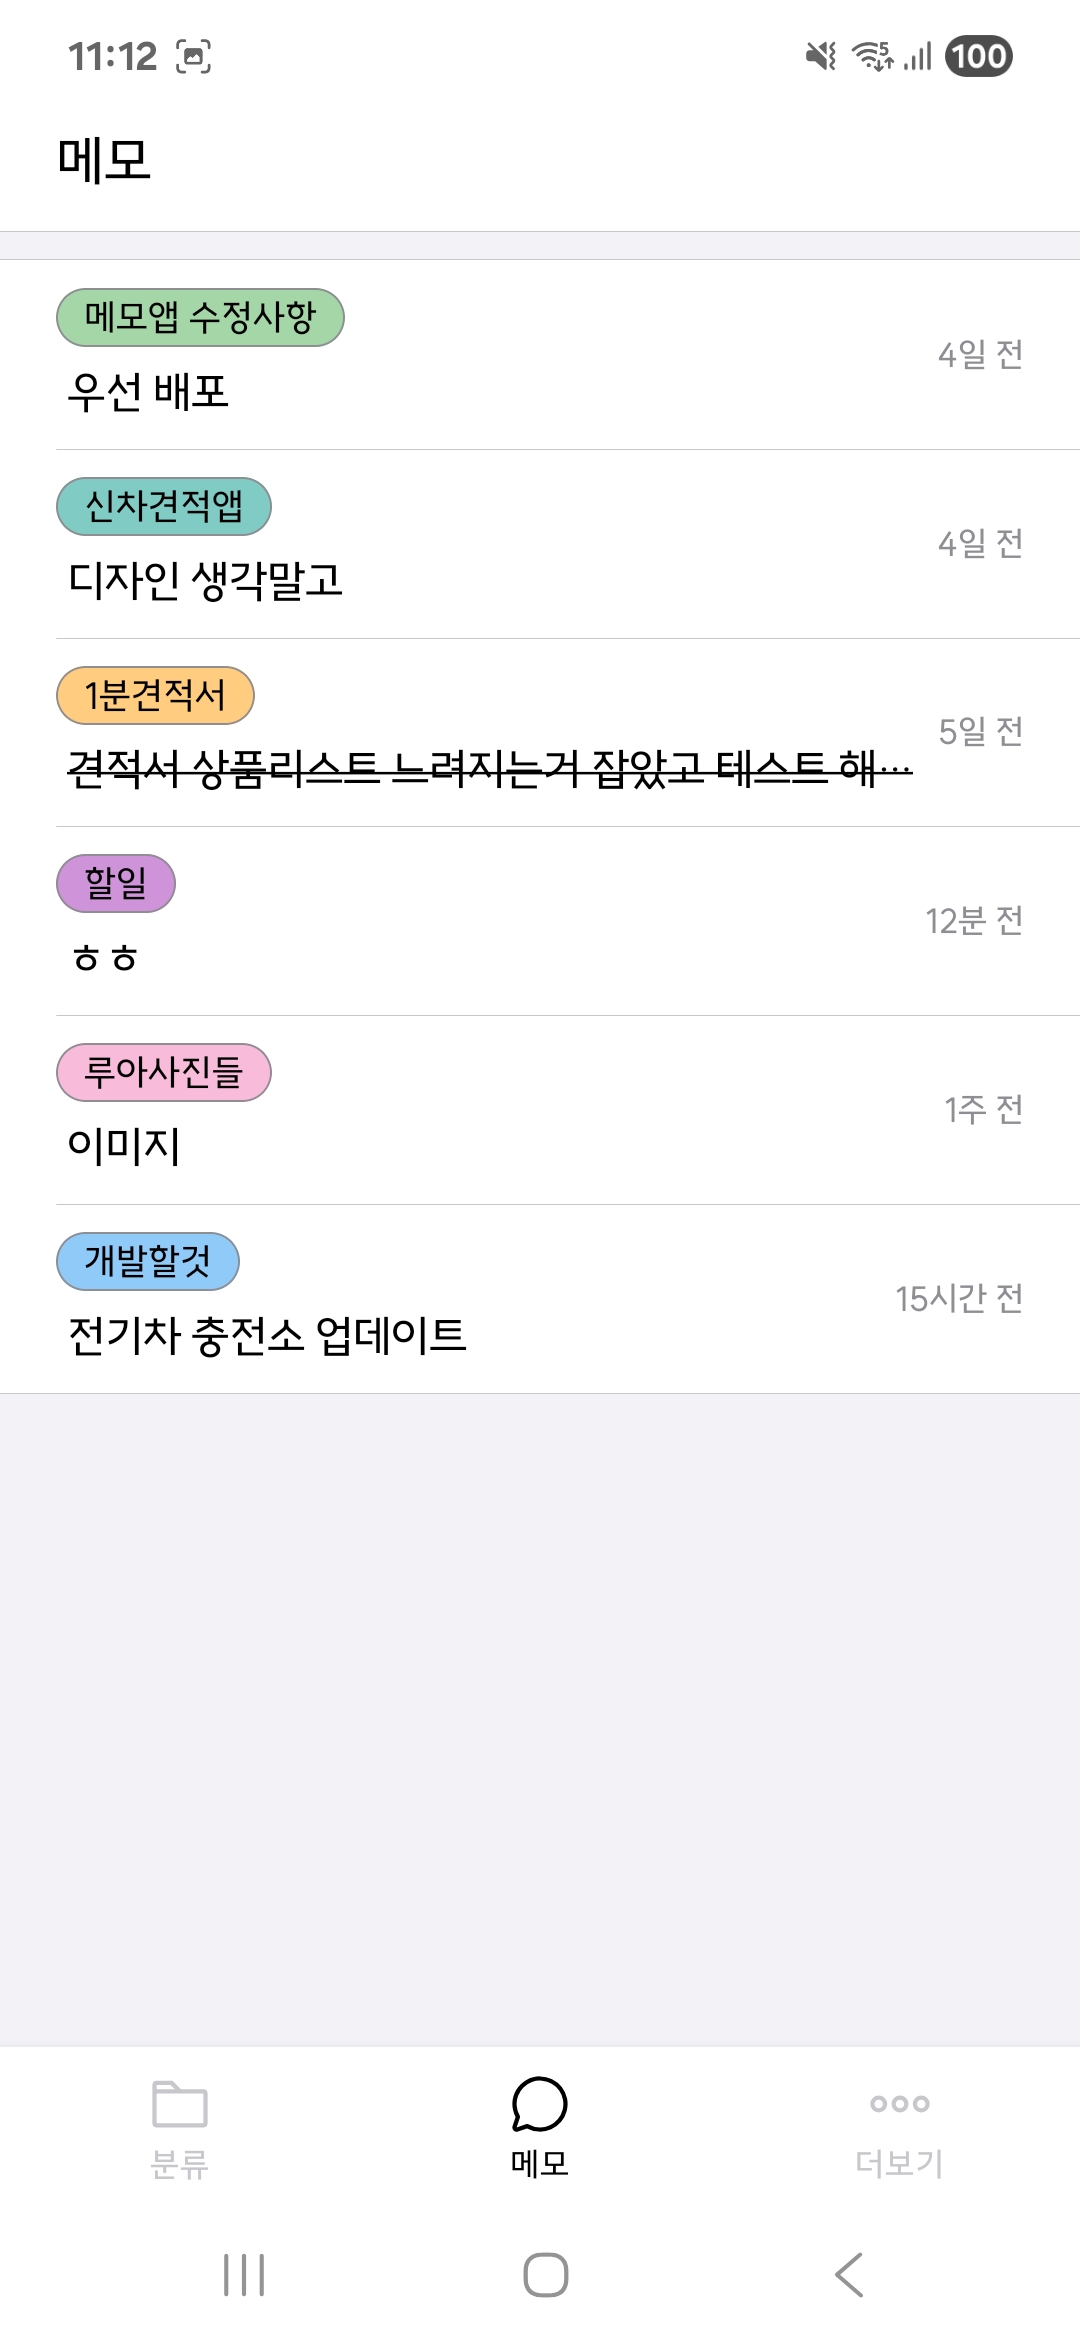 11:12
5
100
메모
메모앱 수정사항
4일 전
우선 배포
신차견적앱
4일 전
디자인 생각말고
1분견적서
5일 전
견적서 상품리스트 느려지는거 잡았고 테스트 해…
할일
12분 전
ㅎㅎ
루아사진들
1주 전
이미지
개발할것
15시간 전
전기차 충전소 업데이트
분류
메모
더보기